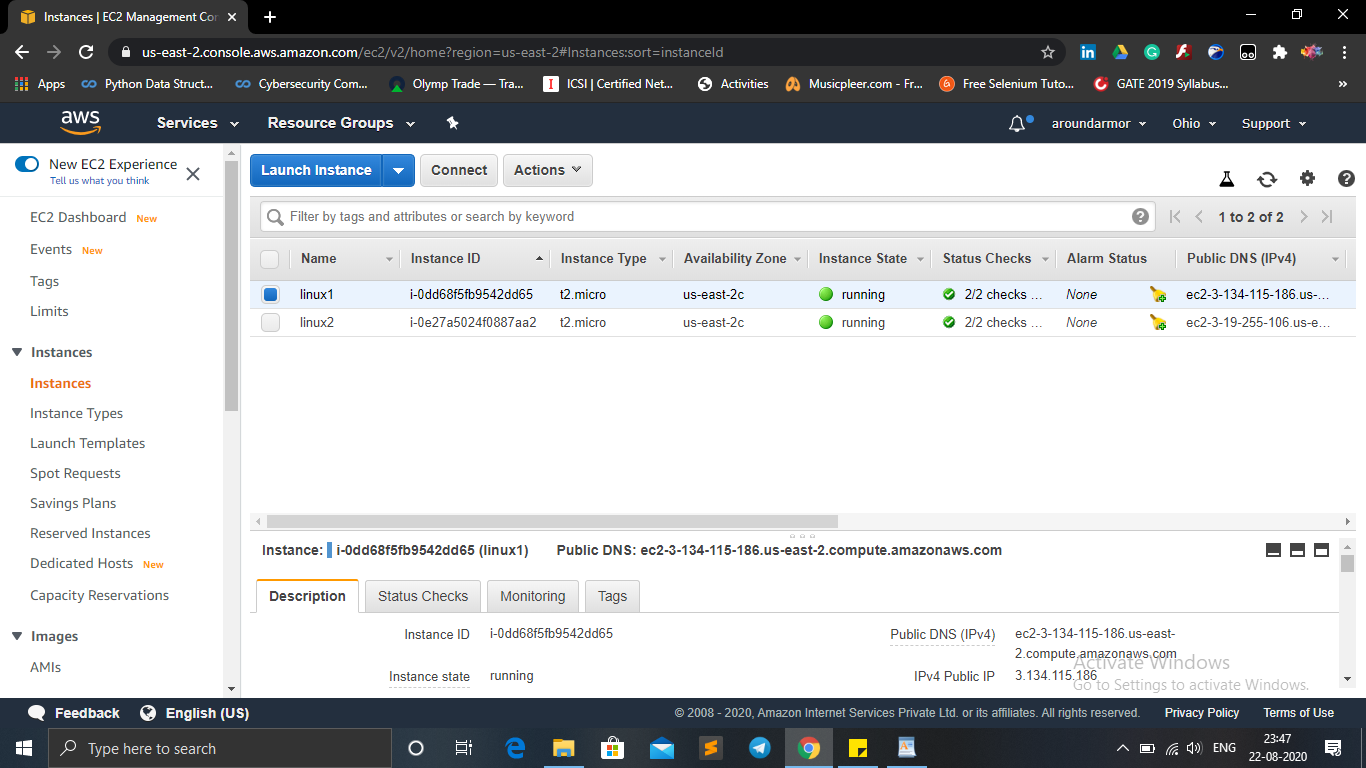 Instances | EC2 Management Con
us-east-2.console.aws.amazon.com/ec2/v2/home?region=us-east-2#Instances:sort=instanceId
Apps Python Data Struct... Cybersecurity Com... Olymp Trade — Tra... ICSI | Certified Net... Activities Musicpleer.com - Fr... Free Selenium Tuto... GATE 2019 Syllabus... »
aws Services Resource Groups aroundarmor Ohio Support
New EC2 Experience
Tell us what you think
EC2 Dashboard New
Events New
Tags
Limits
Instances
Instances
Instance Types
Launch Templates
Spot Requests
Savings Plans
Reserved Instances
Dedicated Hosts New
Capacity Reservations
Images
AMIs
Launch Instance Connect Actions
Filter by tags and attributes or search by keyword 1 to 2 of 2
Name Instance ID Instance Type Availability Zone Instance State Status Checks Alarm Status Public DNS (IPv4)
linux1 i-0dd68f5fb9542dd65 t2.micro us-east-2c running 2/2 checks ... None ec2-3-134-115-186.us-...
linux2 i-0e27a5024f0887aa2 t2.micro us-east-2c running 2/2 checks ... None ec2-3-19-255-106.us-e...
Instance: i-0dd68f5fb9542dd65 (linux1) Public DNS: ec2-3-134-115-186.us-east-2.compute.amazonaws.com
Description Status Checks Monitoring Tags
Instance ID i-0dd68f5fb9542dd65 Public DNS (IPv4) ec2-3-134-115-186.us-east-
2.compute.amazonaws.com
Instance state running IPv4 Public IP 3.134.115.186
Activate Windows
Go to Settings to activate Windows.
Feedback English (US) © 2008 - 2020, Amazon Internet Services Private Ltd. or its affiliates. All rights reserved. Privacy Policy Terms of Use
Type here to search ENG 23:47
22-08-2020